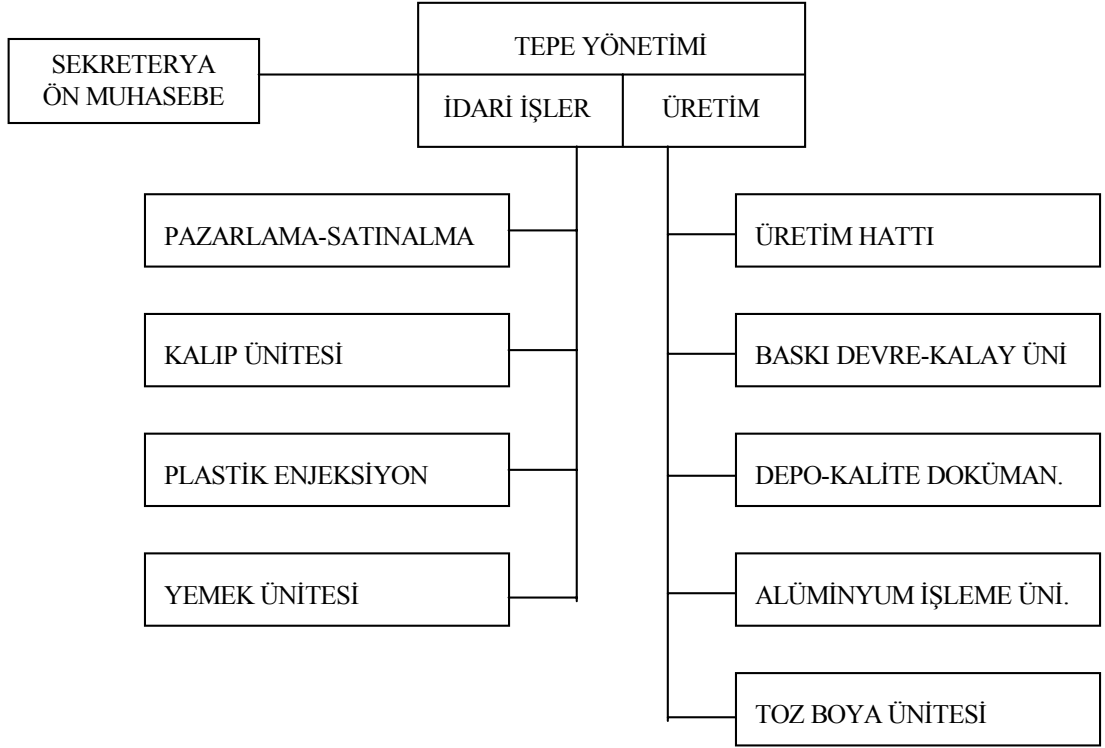 TEPE YÖNETİMİ
SEKRETERYA
ÖN MUHASEBE
İDARİ İŞLER
ÜRETİM
PAZARLAMA-SATINALMA
KALIP ÜNİTESİ
PLASTİK ENJEKSİYON
YEMEK ÜNİTESİ
ÜRETİM HATTI
BASKI DEVRE-KALAY ÜNİ
DEPO-KALİTE DOKÜMAN.
ALÜMİNYUM İŞLEME ÜNİ.
TOZ BOYA ÜNİTESİ